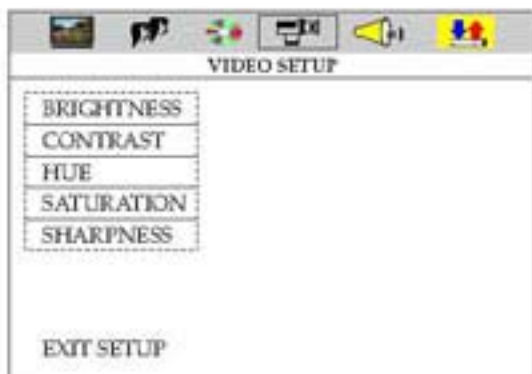 VIDEO SETUP
BRIGHTNESS
CONTRAST
HUE
SATURATION
SHARPNESS
EXIT SETUP